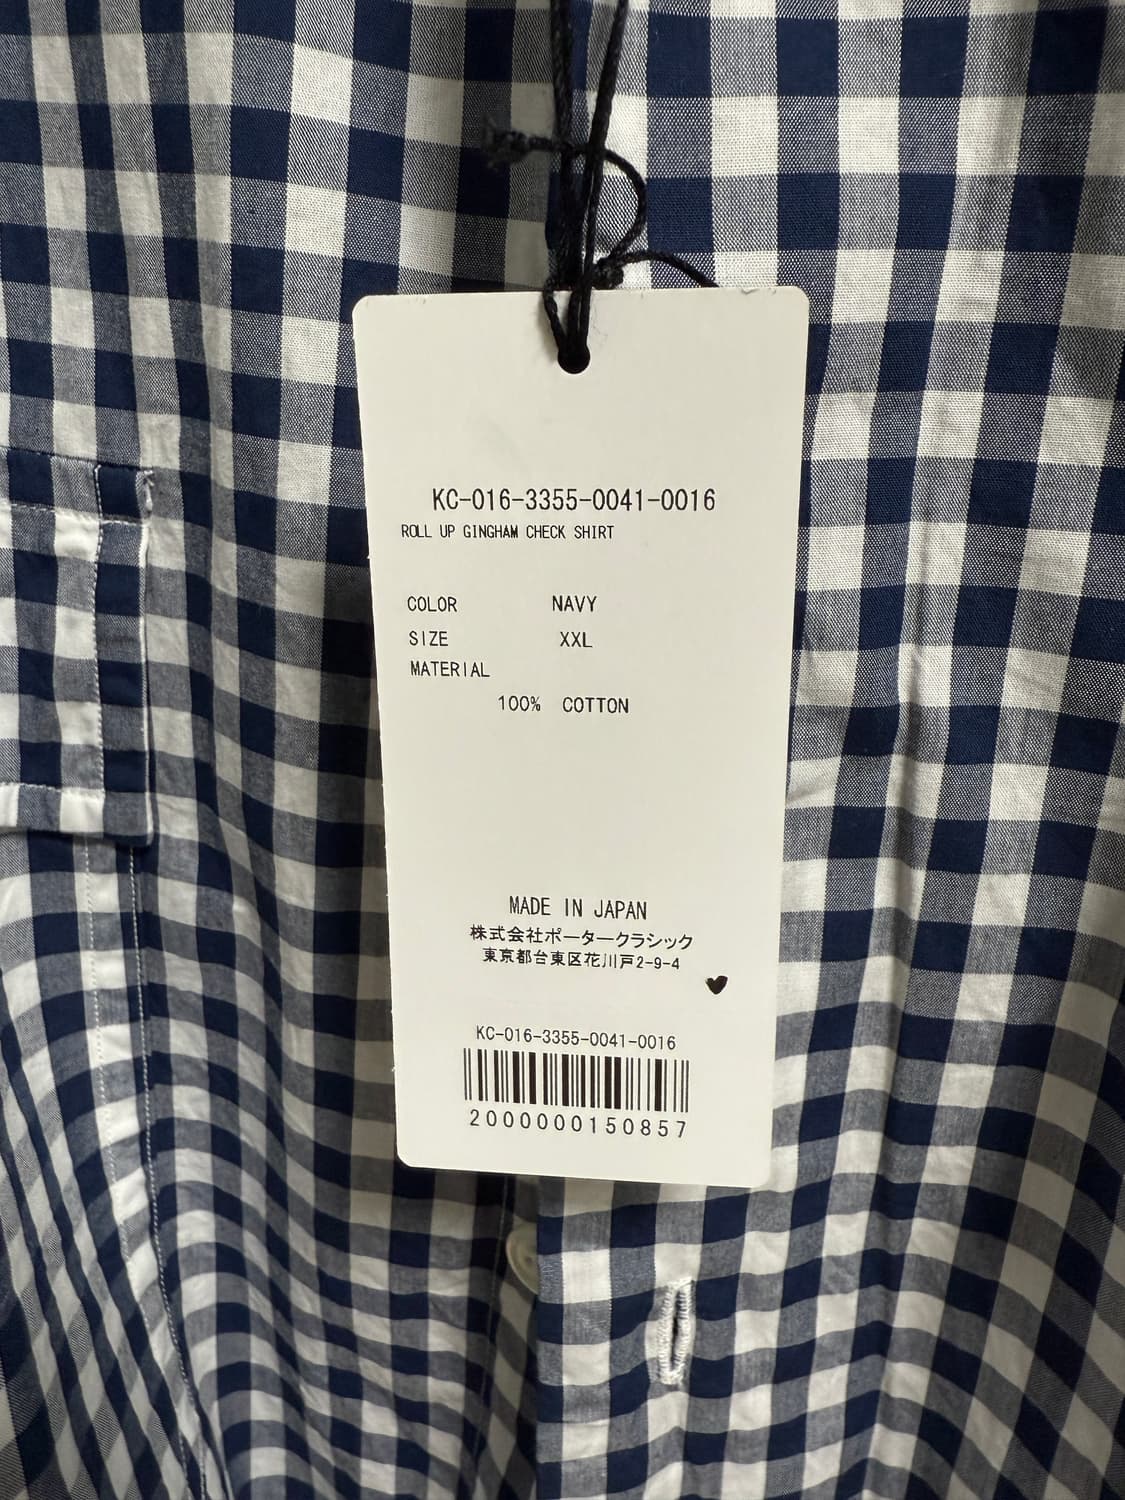 KC-016-3355-0041-0016
ROLL UP GINGHAM CHECK SHIRT
COLOR NAVY
SIZE XXL
MATERIAL
100% COTTON
MADE IN JAPAN
株式会社ポータークラシック
東京都台東区花川戸2-9-4
KC-016-3355-0041-0016
2000000150857